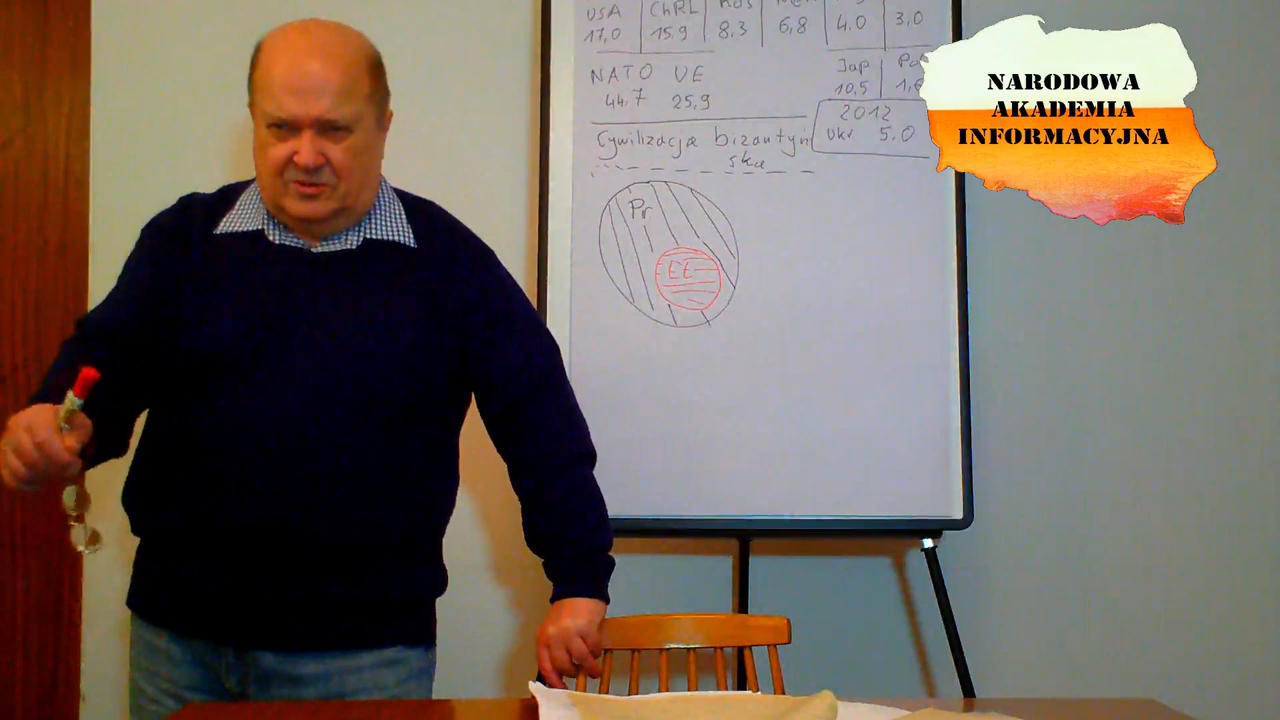 USA ChRL
17,0 15,9 8,3 6,8 4.0 3,0
NATO UE
44,7 25,9
Jap
10,5
2012
Ukr 5.0
Cywilizacja bizantyń
ska
Pr
EE
NARODOWA
AKADEMIA
INFORMACYJNA